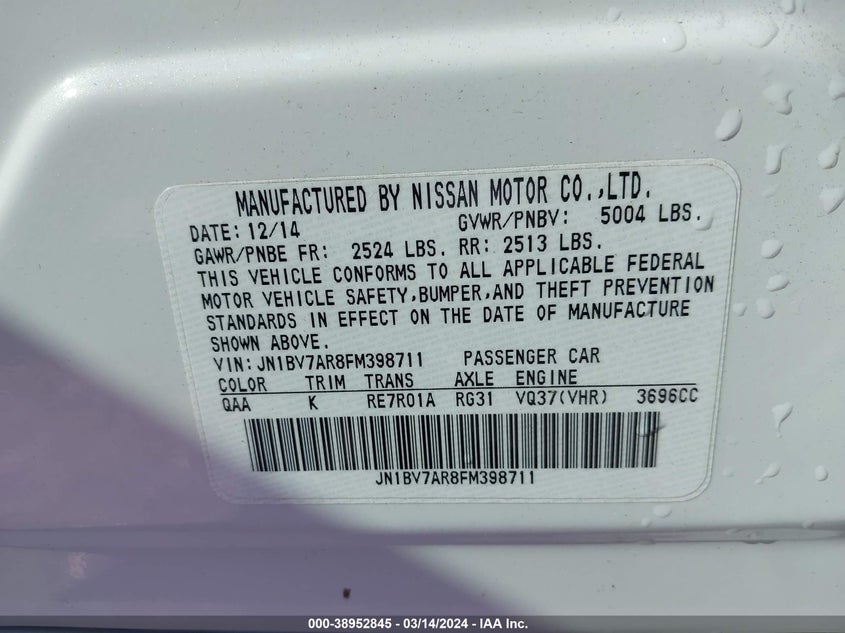 MANUFACTURED BY NISSAN MOTOR CO.,LTD.
DATE: 12/14 GVWR/PNBV: 5004 LBS.
GAWR/PNBE FR: 2524 LBS. RR: 2513 LBS.
THIS VEHICLE CONFORMS TO ALL APPLICABLE FEDERAL
MOTOR VEHICLE SAFETY,BUMPER,AND THEFT PREVENTION
STANDARDS IN EFFECT ON THE DATE OF MANUFACTURE
SHOWN ABOVE.
VIN: JN1BV7AR8FM398711 PASSENGER CAR
COLOR TRIM TRANS AXLE ENGINE
QAA K RE7R01A RG31 VQ37(VHR) 3696CC
JN1BV7AR8FM398711
000-38952845 - 03/14/2024 - IAA Inc.